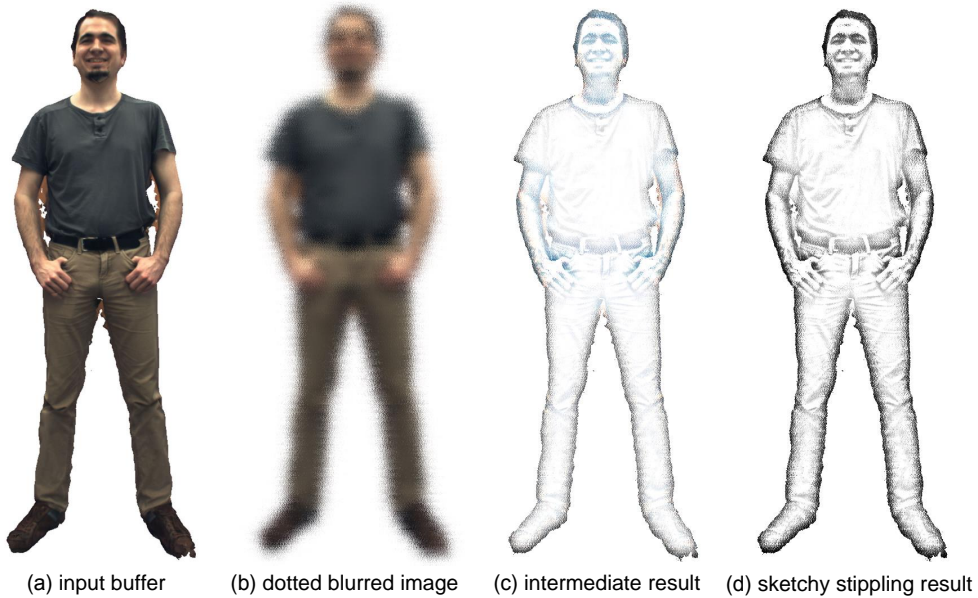 (a) input buffer
(b) dotted blurred image
(c) intermediate result
(d) sketchy stippling result